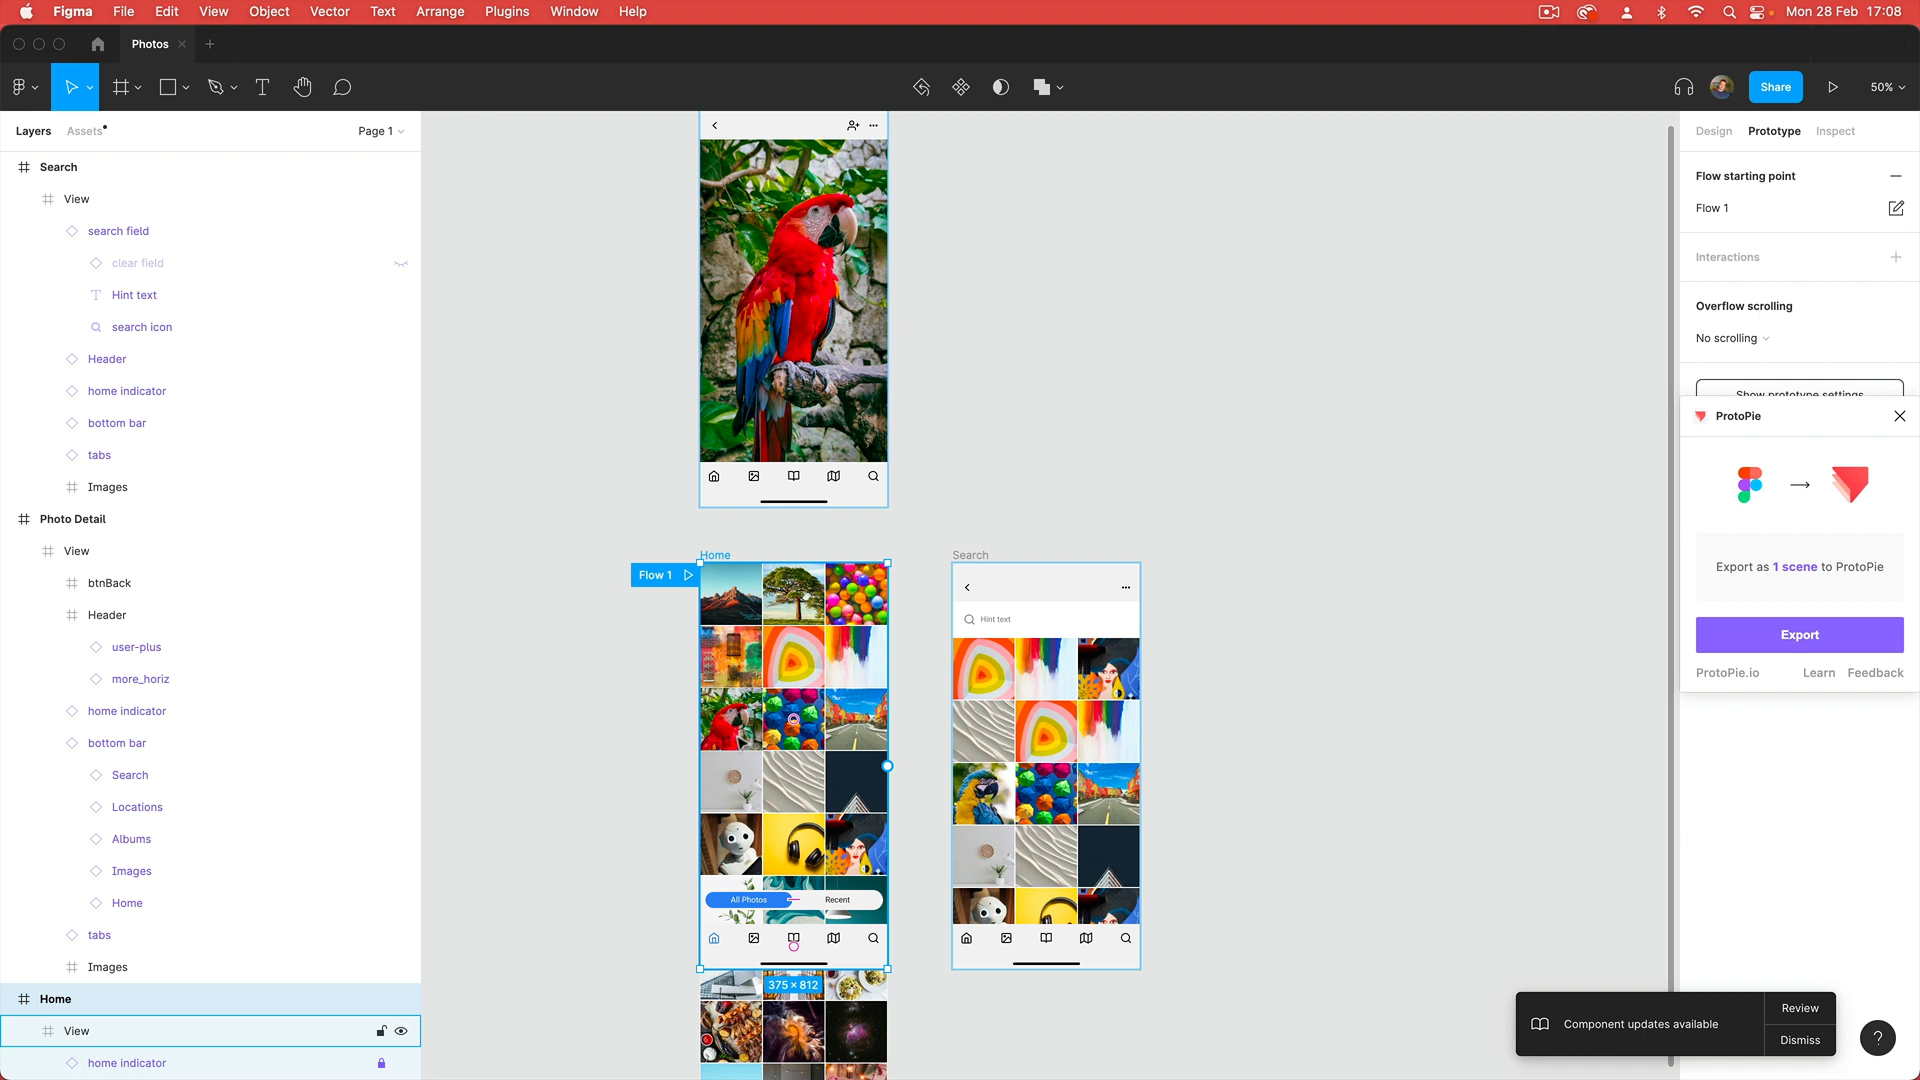 Figma File Edit View Object Vector Text Arrange Plugins Window Help Mon 28 Feb 17:08
Photos
Share 50%
Layers Assets Page 1
Design Prototype Inspect
Search
View
search field
clear field
Hint text
search icon
Header
home indicator
bottom bar
tabs
Images
Photo Detail
View
btnBack
Header
user-plus
more_horiz
home indicator
bottom bar
Search
Locations
Albums
Images
Home
tabs
Images
Home
View
home indicator
Home
Flow 1
All Photos Recent
375 × 812
Search
Hint text
Flow starting point
Flow 1
Interactions
Overflow scrolling
No scrolling
Show prototype settings
ProtoPie
Export as 1 scene to ProtoPie
Export
ProtoPie.io Learn Feedback
Component updates available
Review
Dismiss
?